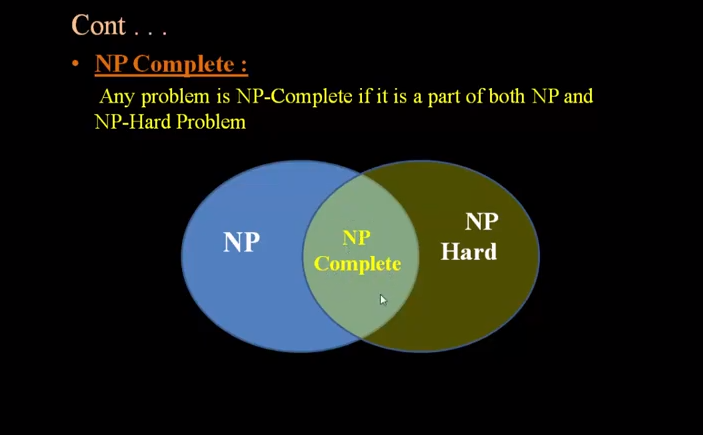 Cont . . .
• NP Complete :
Any problem is NP-Complete if it is a part of both NP and
NP-Hard Problem
NP
NP
Complete
NP
Hard